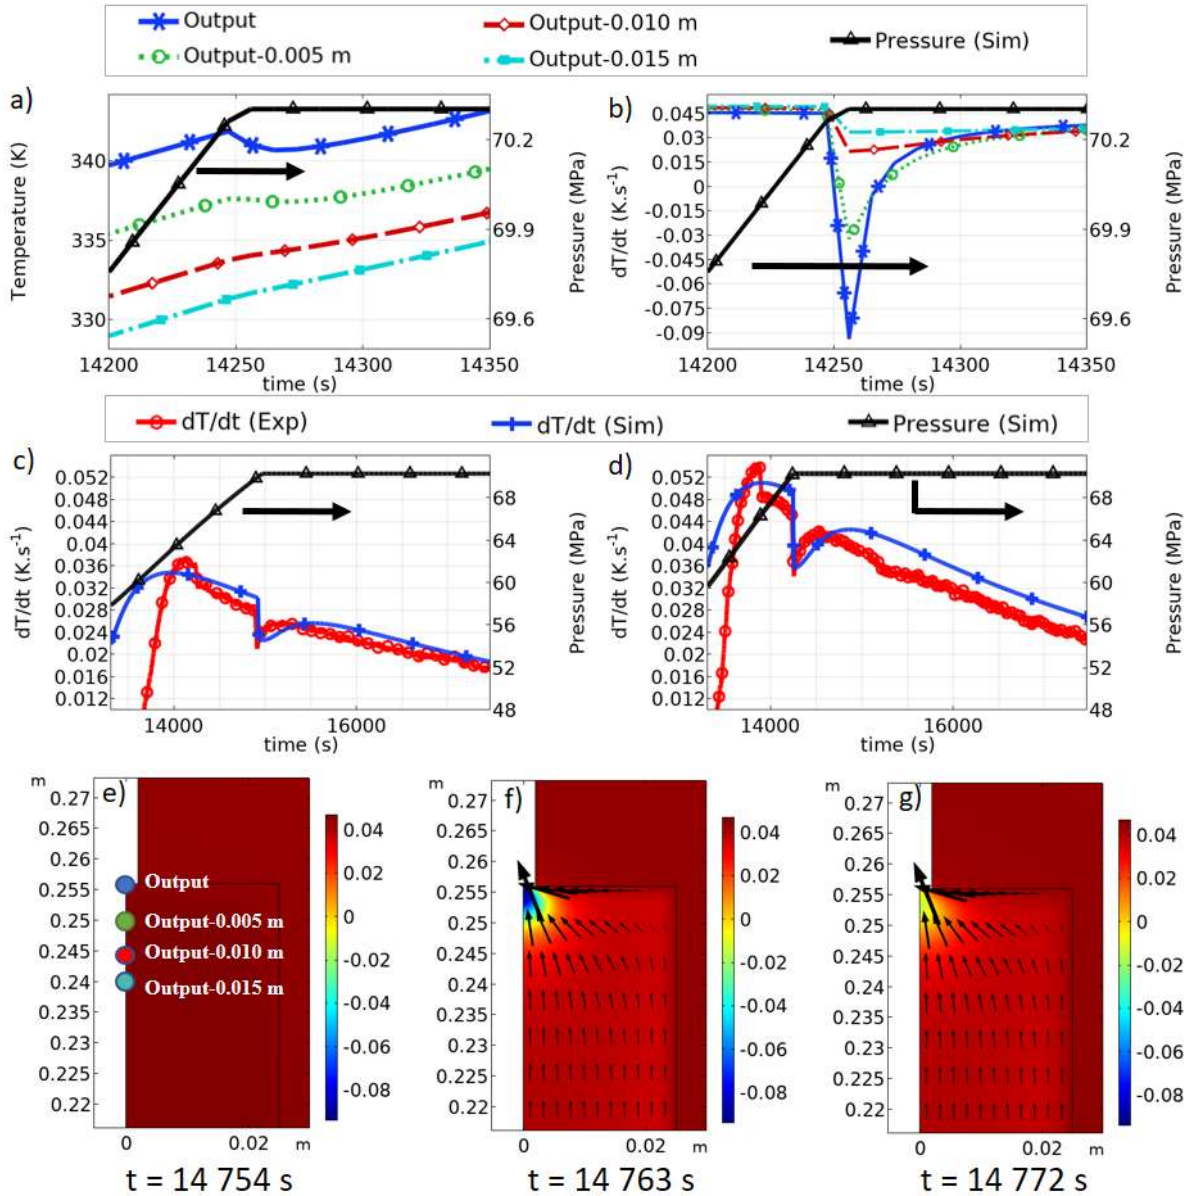 Output
Output-0.005 m
Output-0.010 m
Output-0.015 m
Pressure (Sim)
a)
Temperature (K)
340
335
330
70.2
69.9
69.6
Pressure (MPa)
14200 14250 14300 14350
time (s)
b)
dT/dt (K.s⁻¹)
0.045
0.03
0.015
0
-0.015
-0.03
-0.045
-0.06
-0.075
-0.09
70.2
69.9
69.6
Pressure (MPa)
14200 14250 14300 14350
time (s)
dT/dt (Exp) dT/dt (Sim) Pressure (Sim)
c)
dT/dt (K.s⁻¹)
0.052
0.048
0.044
0.04
0.036
0.032
0.028
0.024
0.02
0.016
0.012
68
64
60
56
52
48
Pressure (MPa)
14000 16000
time (s)
d)
dT/dt (K.s⁻¹)
0.052
0.048
0.044
0.04
0.036
0.032
0.028
0.024
0.02
0.016
0.012
68
64
60
56
52
48
Pressure (MPa)
14000 16000
time (s)
e)
m
0.27
0.265
0.26
0.255
0.25
0.245
0.24
0.235
0.23
0.225
0.22
Output
Output-0.005 m
Output-0.010 m
Output-0.015 m
0.04
0.02
0
-0.02
-0.04
-0.06
-0.08
0 0.02 m
t = 14 754 s
f)
m
0.27
0.265
0.26
0.255
0.25
0.245
0.24
0.235
0.23
0.225
0.22
0.04
0.02
0
-0.02
-0.04
-0.06
-0.08
0 0.02 m
t = 14 763 s
g)
m
0.27
0.265
0.26
0.255
0.25
0.245
0.24
0.235
0.23
0.225
0.22
0.04
0.02
0
-0.02
-0.04
-0.06
-0.08
0 0.02 m
t = 14 772 s